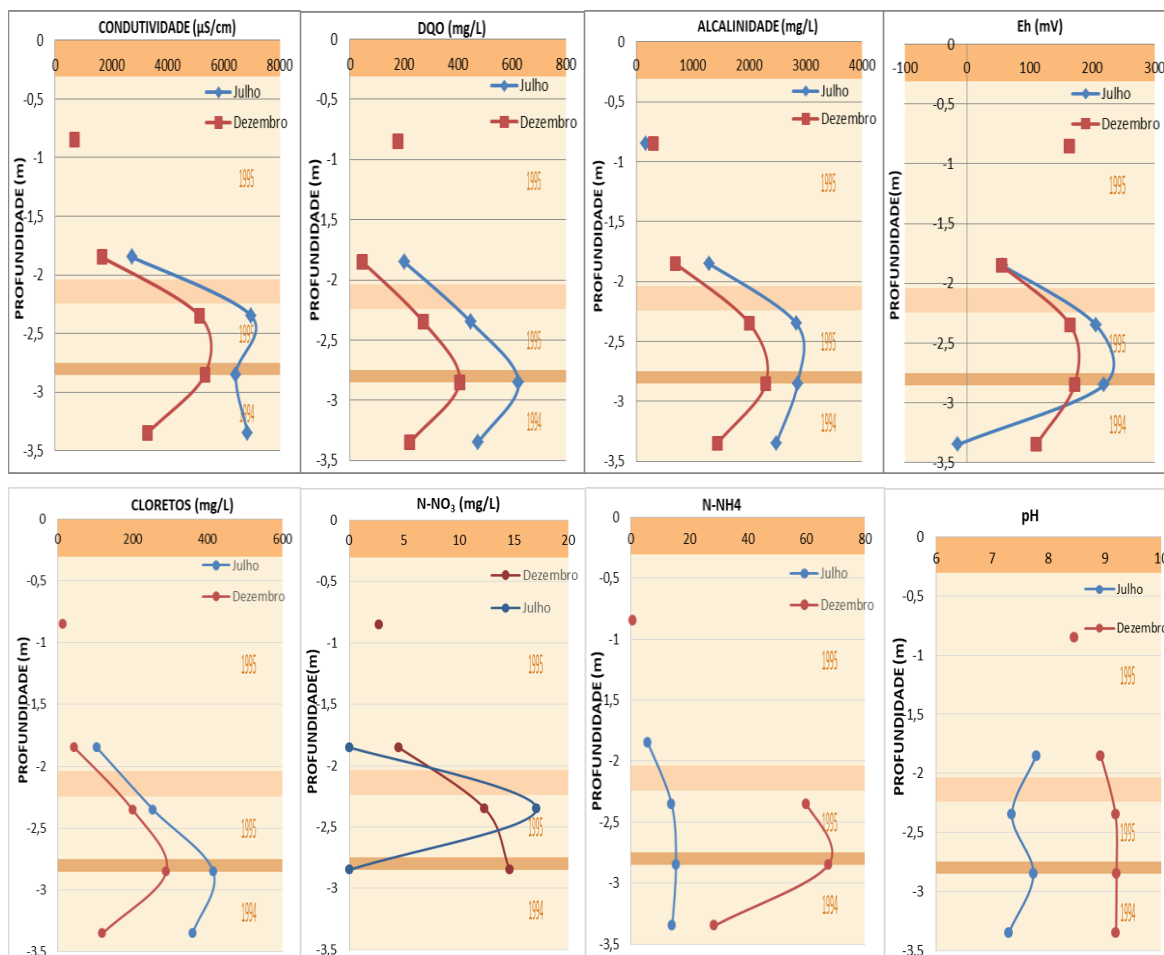 CONDUTIVIDADE (µS/cm)
0 2000 4000 6000 8000
0
-0,5
-1
-1,5
-2
-2,5
-3
-3,5
PROFUNDIDADE (m)
Julho
Dezembro
1995
1995
1994
DQO (mg/L)
0 200 400 600 800
0
-0,5
-1
-1,5
-2
-2,5
-3
-3,5
PROFUNDIDADE (m)
Julho
Dezembro
1995
1995
1994
ALCALINIDADE (mg/L)
0 1000 2000 3000 4000
0
-0,5
-1
-1,5
-2
-2,5
-3
-3,5
PROFUNDIDADE (m)
Julho
Dezembro
1995
1995
1994
Eh (mV)
-100 0 100 200 300
0
-0,5
-1
-1,5
-2
-2,5
-3
-3,5
PROFUNDIDADE(m)
Julho
Dezembro
1995
1995
1994
CLORETOS (mg/L)
0 200 400 600
0
-0,5
-1
-1,5
-2
-2,5
-3
-3,5
PROFUNDIDADE (m)
Julho
Dezembro
1995
1995
1994
N-NO₃ (mg/L)
0 5 10 15 20
0
-0,5
-1
-1,5
-2
-2,5
-3
-3,5
PROFUNDIDADE(m)
Dezembro
Julho
1995
1995
1994
N-NH4
0 20 40 60 80
0
-0,5
-1
-1,5
-2
-2,5
-3
-3,5
PROFUNDIDADE (m)
Julho
Dezembro
1995
1995
1994
pH
6 7 8 9 10
0
-0,5
-1
-1,5
-2
-2,5
-3
-3,5
PROFUNDIDADE (m)
Julho
Dezembro
1995
1995
1994